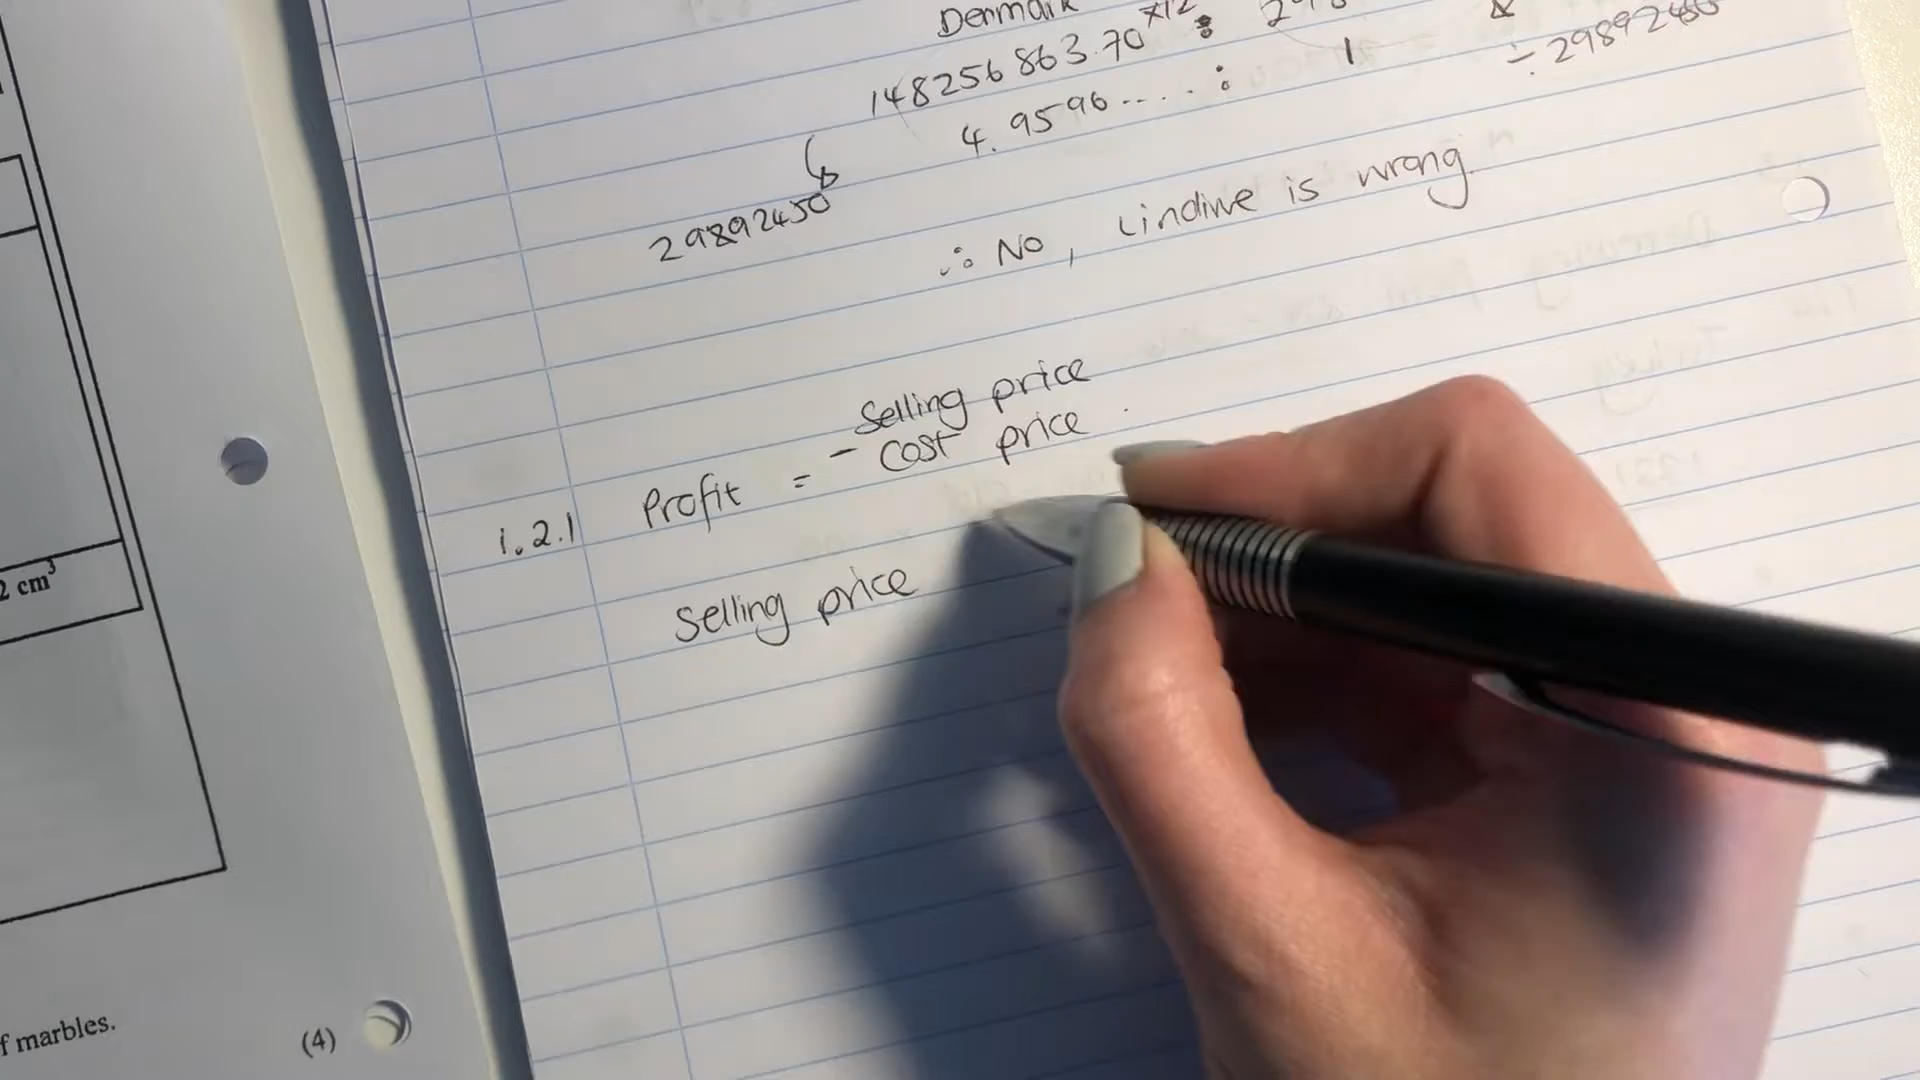 Denmark
148256 863.70 x12 :
÷ 29892450
4.9596.... : 1
29892450
∴ No, Lindiwe is wrong.
Selling price
1.2.1 Profit = - Cost price
Selling price
2 cm³
f marbles. (4)